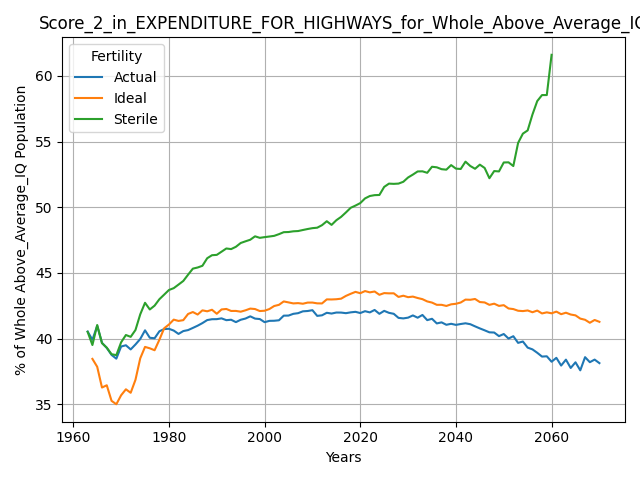 Score_2_in_EXPENDITURE_FOR_HIGHWAYS_for_Whole_Above_Average_IQ
Fertility
Actual
Ideal
Sterile
% of Whole Above_Average_IQ Population
60
55
50
45
40
35
1960
1980
2000
2020
2040
2060
Years